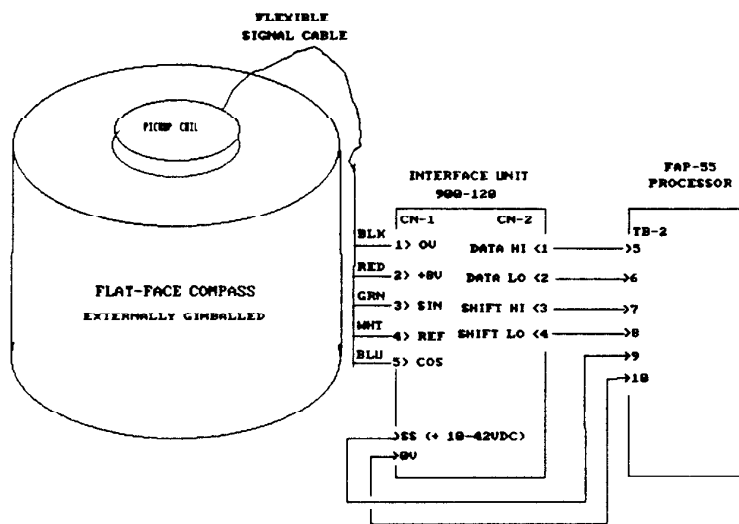 FLEXIBLE
SIGNAL CABLE
PICKUP COIL
FLAT-FACE COMPASS
EXTERNALLY GIMBALLED
INTERFACE UNIT
900-120
CN-1 CN-2
BLK 1> 0V DATA HI <1
RED 2> +8V DATA LO <2
GRN 3> SIN SHIFT HI <3
WHT 4> REF SHIFT LO <4
BLU 5> COS
>SS (+ 10-42VDC)
>0V
FAP-55
PROCESSOR
TB-2
>5
>6
>7
>8
>9
>10